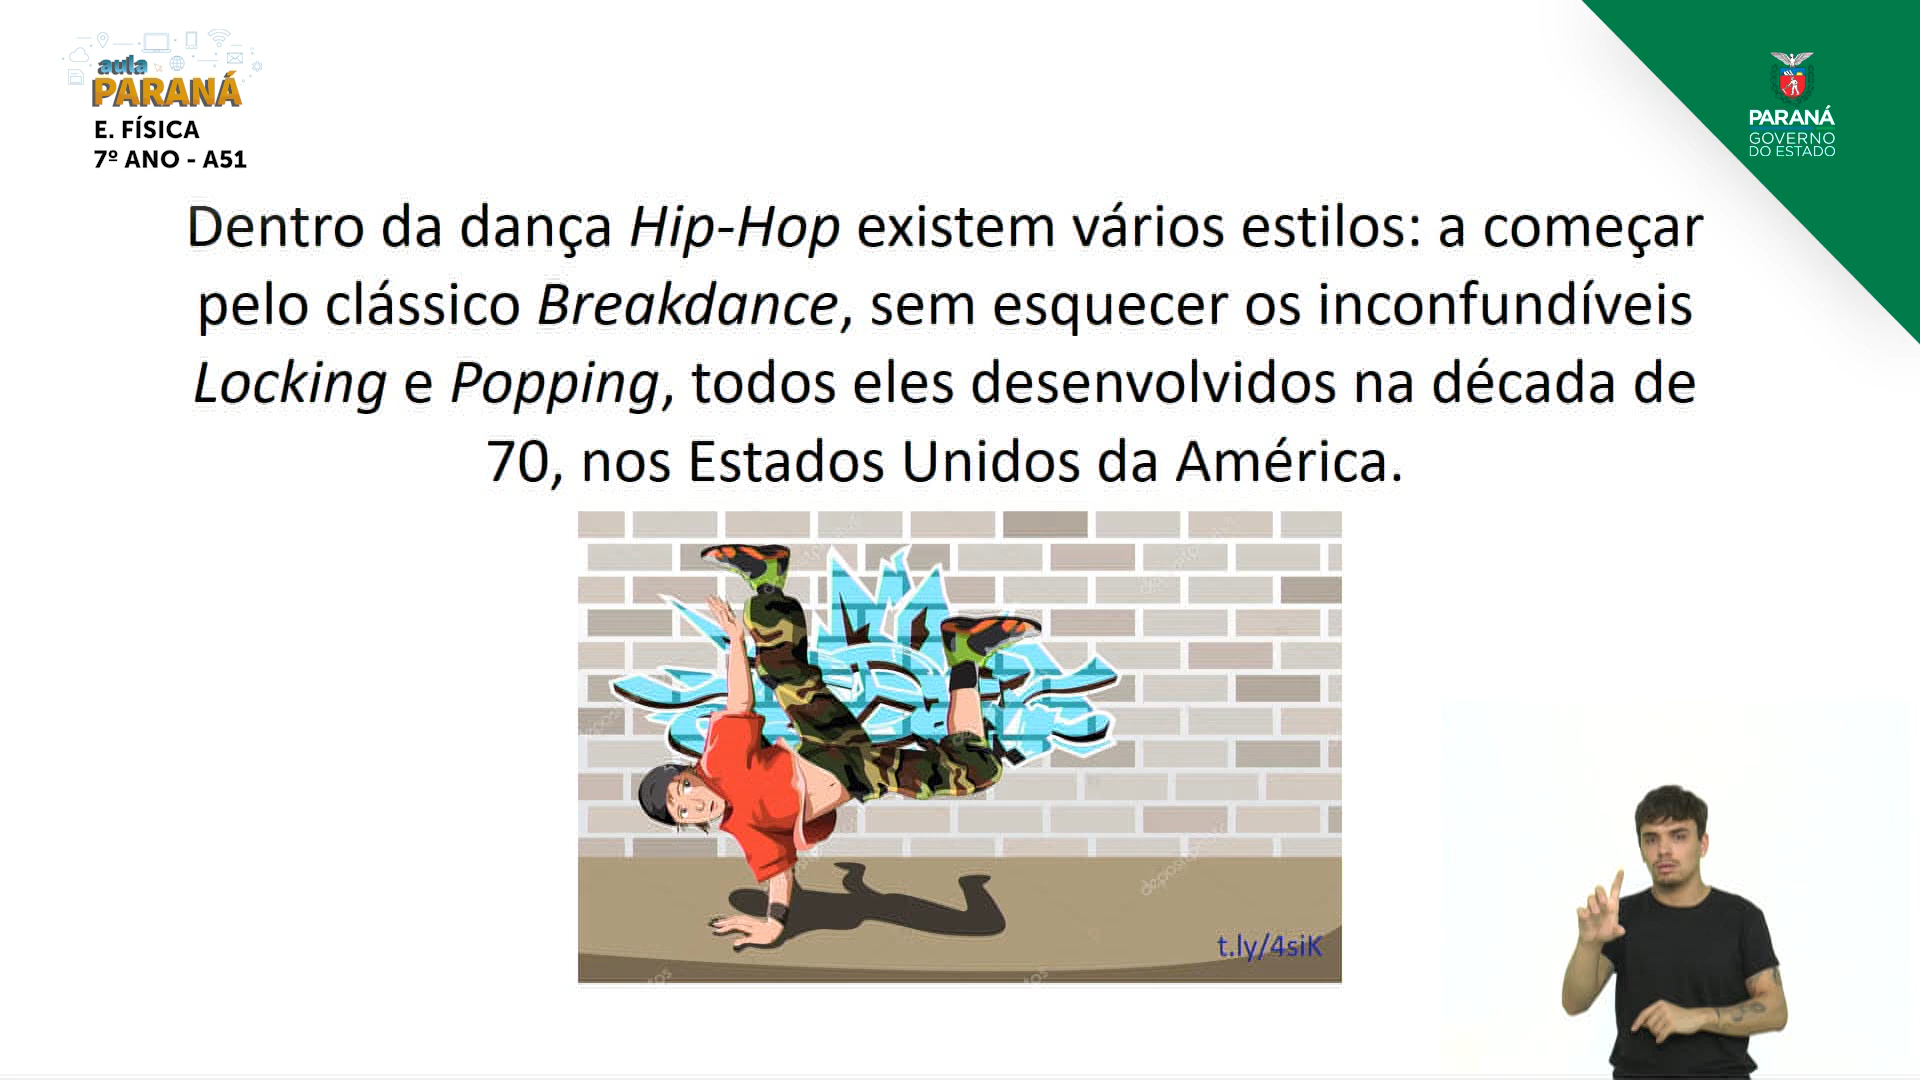 aula
PARANÁ
E. FÍSICA
7º ANO - A51
PARANÁ
GOVERNO
DO ESTADO
Dentro da dança Hip-Hop existem vários estilos: a começar
pelo clássico Breakdance, sem esquecer os inconfundíveis
Locking e Popping, todos eles desenvolvidos na década de
70, nos Estados Unidos da América.
t.ly/4siK